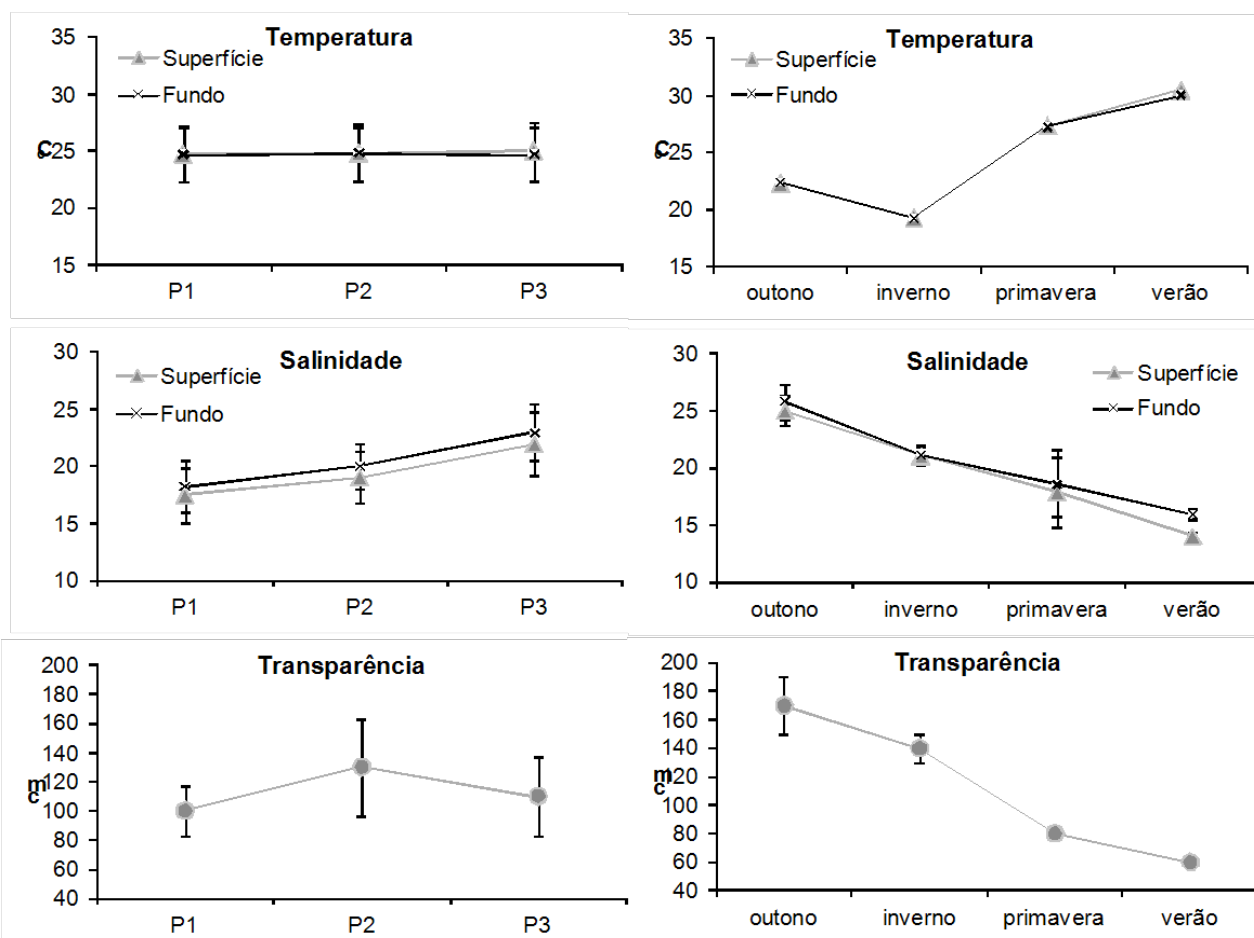 Temperatura
Superfície
Fundo
35
30
25
20
15
°C
P1 P2 P3
Temperatura
Superfície
Fundo
35
30
25
20
15
°C
outono inverno primavera verão
Salinidade
Superfície
Fundo
30
25
20
15
10
P1 P2 P3
Salinidade
Superfície
Fundo
30
25
20
15
10
outono inverno primavera verão
Transparência
200
180
160
140
120
100
80
60
40
cm
P1 P2 P3
Transparência
200
180
160
140
120
100
80
60
40
cm
outono inverno primavera verão